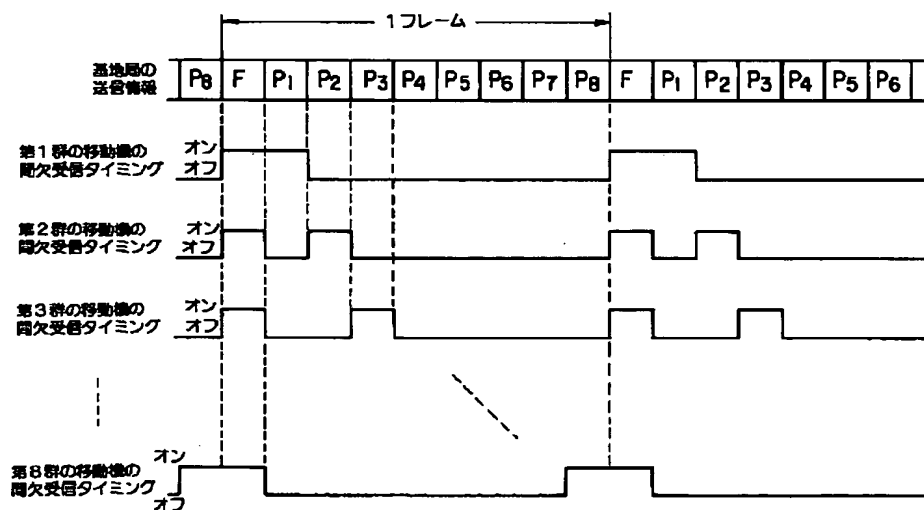 1フレーム
基地局の
送信情報
P8 F P1 P2 P3 P4 P5 P6 P7 P8 F P1 P2 P3 P4 P5 P6
第1群の移動機の
間欠受信タイミング
オン
オフ
第2群の移動機の
間欠受信タイミング
オン
オフ
第3群の移動機の
間欠受信タイミング
オン
オフ
第8群の移動機の
間欠受信タイミング
オン
オフ